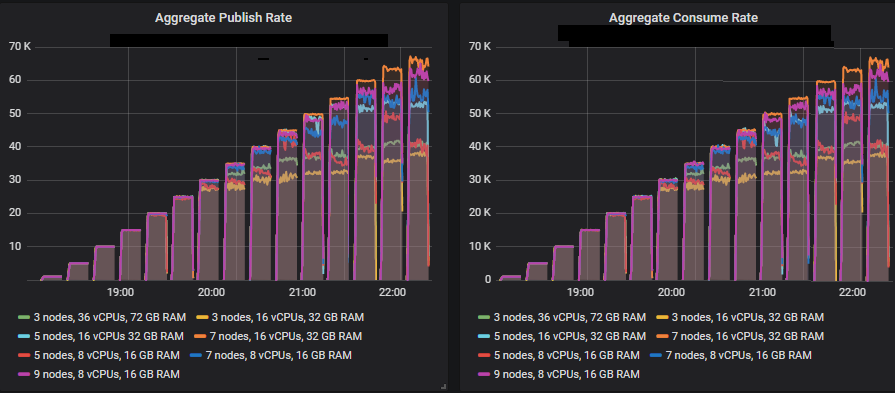 Aggregate Publish Rate
70 K
60
50
40
30
20
10
19:00 20:00 21:00 22:00
3 nodes, 36 vCPUs, 72 GB RAM 3 nodes, 16 vCPUs, 32 GB RAM
5 nodes, 16 vCPUs 32 GB RAM 7 nodes, 16 vCPUs, 32 GB RAM
5 nodes, 8 vCPUs, 16 GB RAM 7 nodes, 8 vCPUs, 16 GB RAM
9 nodes, 8 vCPUs, 16 GB RAM
Aggregate Consume Rate
70 K
60 K
50 K
40 K
30 K
20 K
10 K
0
19:00 20:00 21:00 22:00
3 nodes, 36 vCPUs, 72 GB RAM 3 nodes, 16 vCPUs, 32 GB RAM
5 nodes, 16 vCPUs, 32 GB RAM 7 nodes, 16 vCPUs, 32 GB RAM
5 nodes, 8 vCPUs, 16 GB RAM 7 nodes, 8 vCPUs, 16 GB RAM
9 nodes, 8 vCPUs, 16 GB RAM